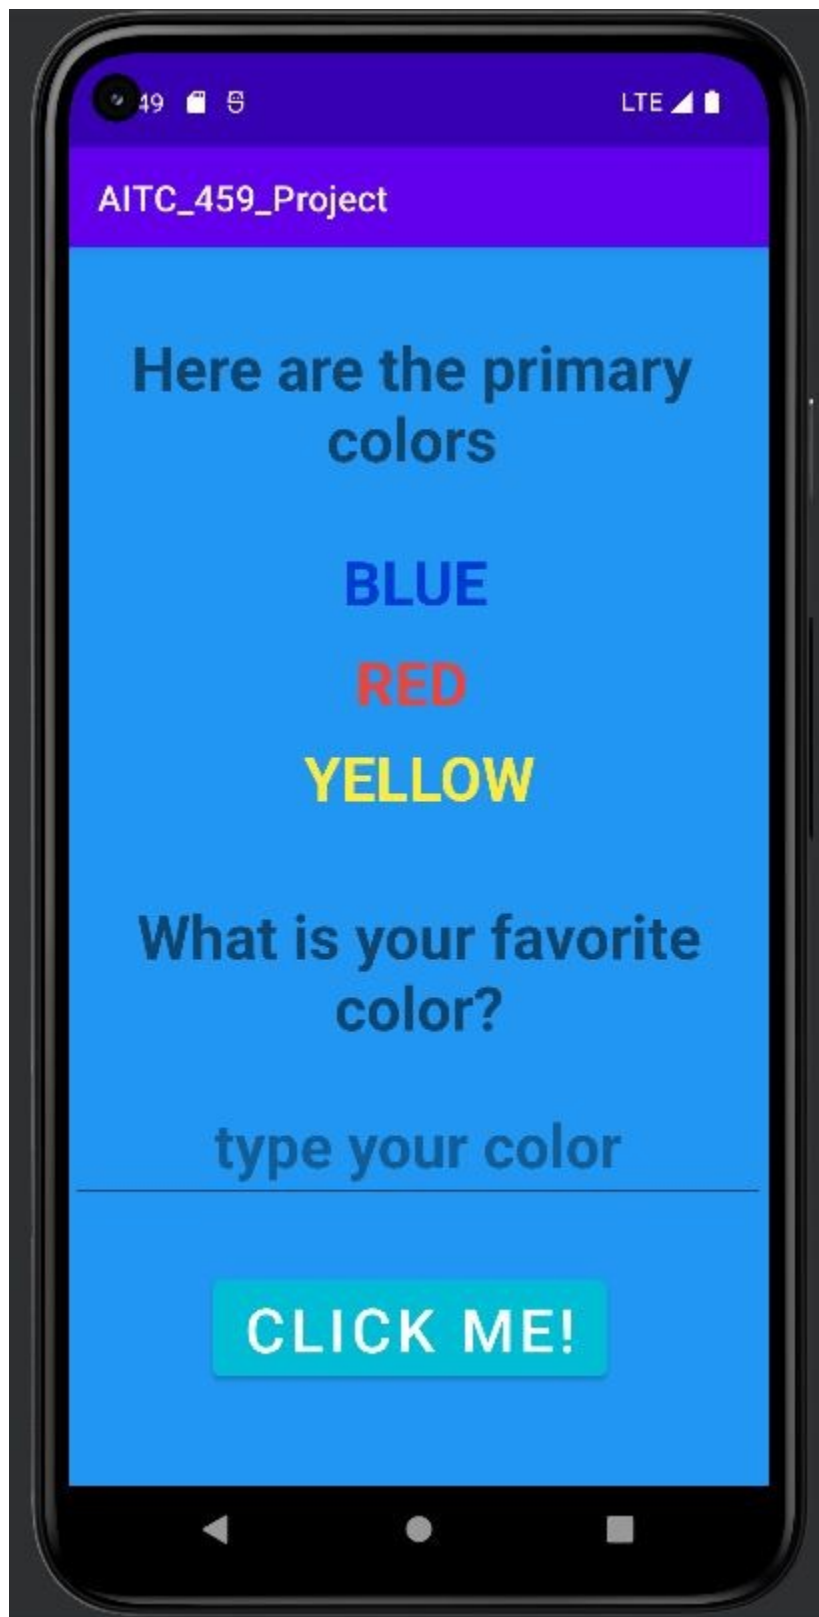 49
LTE
AITC_459_Project
Here are the primary
colors
BLUE
RED
YELLOW
What is your favorite
color?
type your color
CLICK ME!